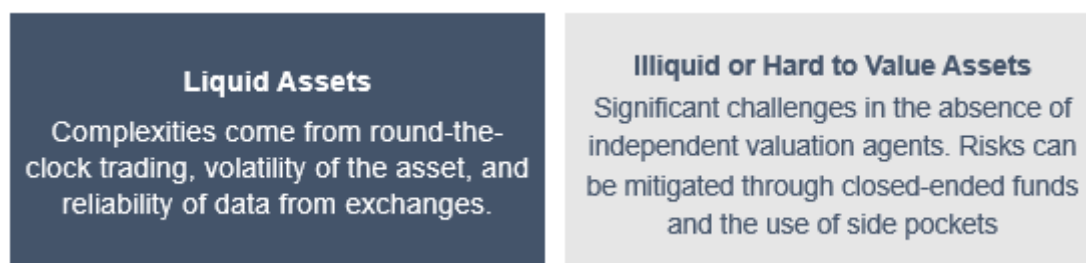 Liquid Assets
Complexities come from round-the-
clock trading, volatility of the asset, and
reliability of data from exchanges.
Illiquid or Hard to Value Assets
Significant challenges in the absence of
independent valuation agents. Risks can
be mitigated through closed-ended funds
and the use of side pockets